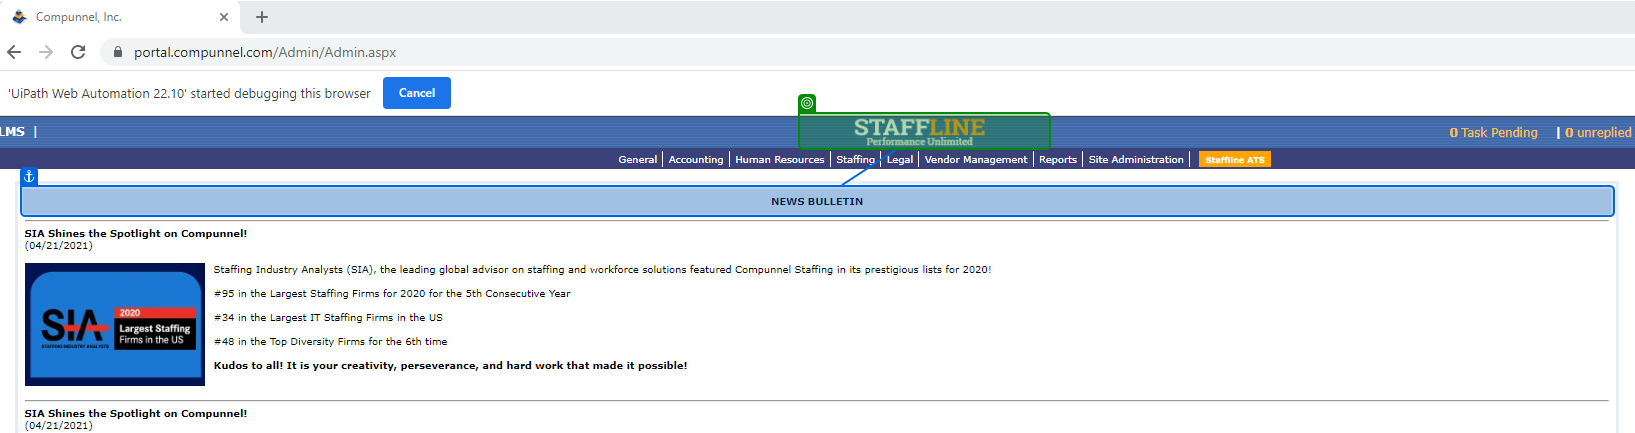 Compunnel, Inc.
portal.compunnel.com/Admin/Admin.aspx
'UiPath Web Automation 22.10' started debugging this browser
Cancel
LMS |
STAFFLINE
Performance Unlimited
0 Task Pending | 0 unreplied
General | Accounting | Human Resources | Staffing | Legal | Vendor Management | Reports | Site Administration | Staffline ATS
NEWS BULLETIN
SIA Shines the Spotlight on Compunnel!
(04/21/2021)
SIA
STAFFING INDUSTRY ANALYSTS
2020
Largest Staffing
Firms in the US
Staffing Industry Analysts (SIA), the leading global advisor on staffing and workforce solutions featured Compunnel Staffing in its prestigious lists for 2020!
#95 in the Largest Staffing Firms for 2020 for the 5th Consecutive Year
#34 in the Largest IT Staffing Firms in the US
#48 in the Top Diversity Firms for the 6th time
Kudos to all! It is your creativity, perseverance, and hard work that made it possible!
SIA Shines the Spotlight on Compunnel!
(04/21/2021)